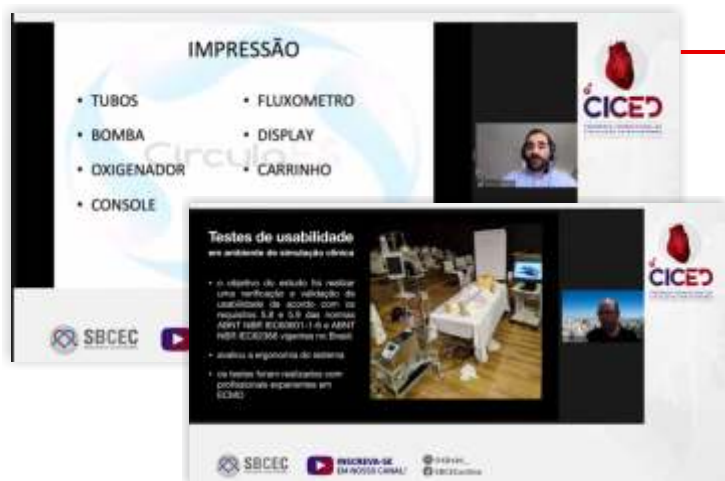 IMPRESSÃO
• TUBOS
• BOMBA
• OXIGENADOR
• CONSOLE
• FLUXOMETRO
• DISPLAY
• CARRINHO
CICED
SBCEC
Testes de usabilidade
em ambiente de simulação clínica
• o objetivo do estudo foi realizar
uma verificação e validação de
usabilidade de acordo com os
requisitos 5.8 e 5.9 das normas
ABNT NBR IEC60601-1-6 e ABNT
NBR IEC62366 vigentes no Brasil.
• avaliou a ergonomia do sistema
• os testes foram realizados com
profissionais experientes em
ECMO
CICED
SBCEC
INSCREVA-SE
EM NOSSO CANAL!